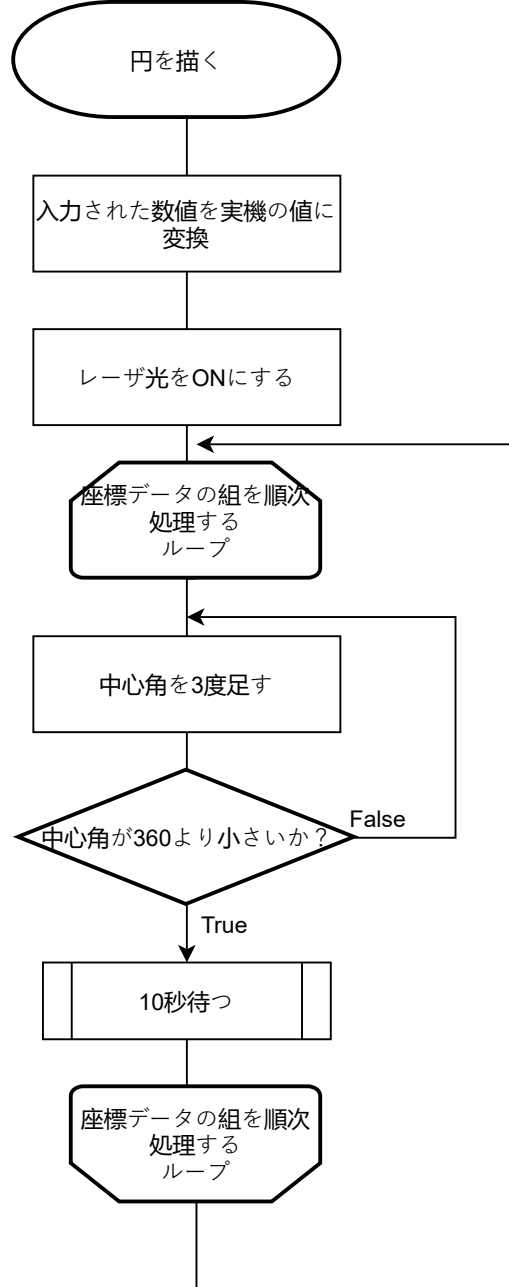 円を描く
入力された数値を実機の値に
変換
レーザ光をONにする
座標データの組を順次
処理する
ループ
中心角を3度足す
中心角が360より小さいか？
False
True
10秒待つ
座標データの組を順次
処理する
ループ